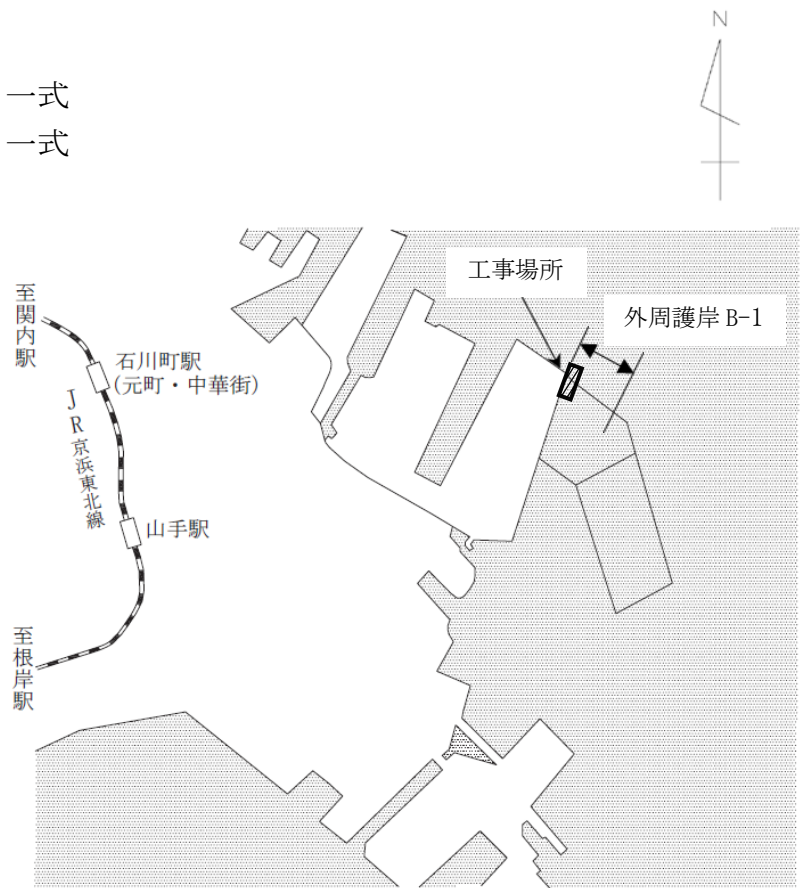 N
一式
一式
工事場所
外周護岸 B-1
至関内駅
石川町駅
(元町・中華街)
JR京浜東北線
山手駅
至根岸駅